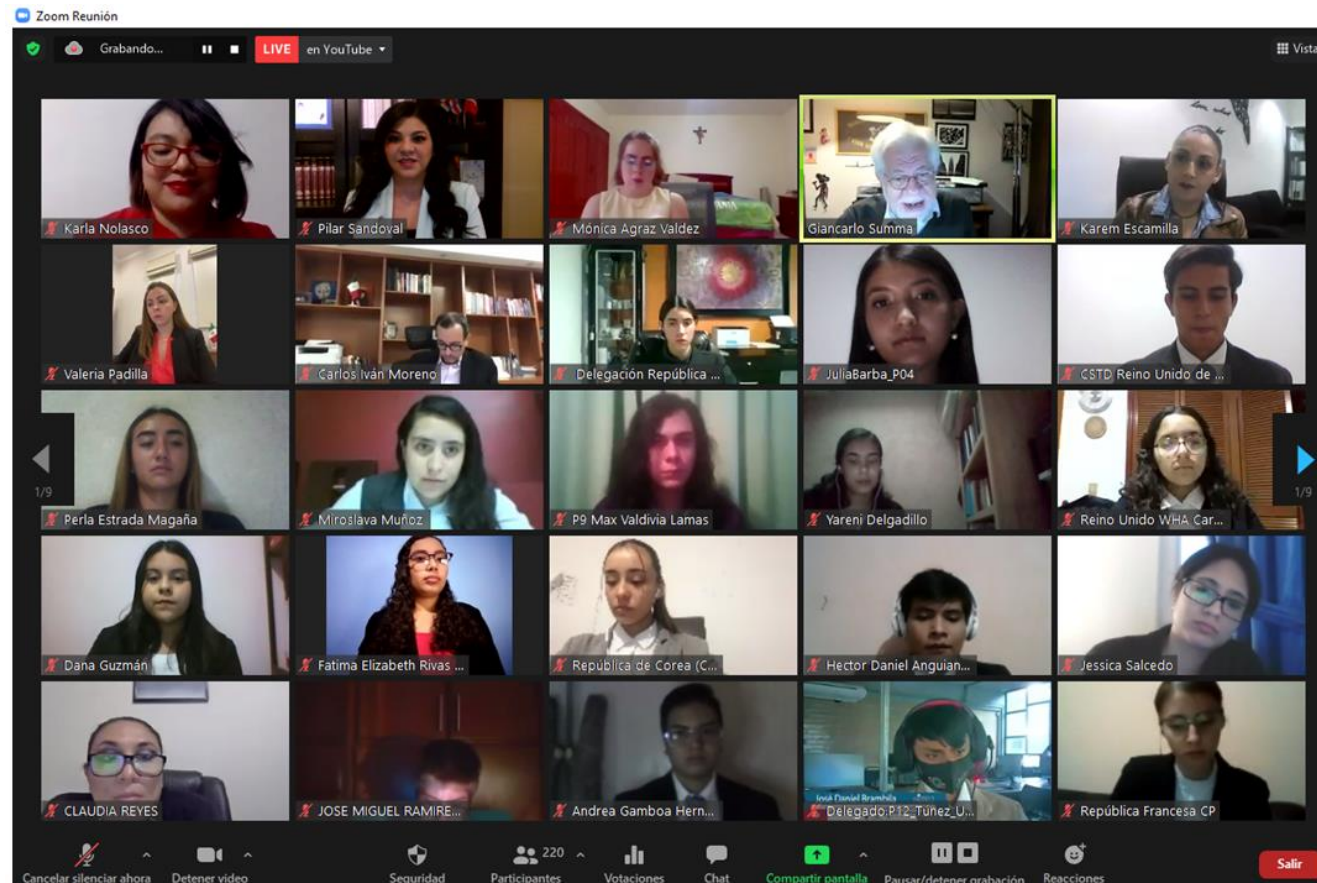 Zoom Reunión
Grabando...
LIVE en YouTube
Vista
Karla Nolasco
Pilar Sandoval
Mónica Agraz Valdez
Giancarlo Summa
Karem Escamilla
Valeria Padilla
Carlos Iván Moreno
Delegación República ...
JuliaBarba_P04
CSTD Reino Unido de ...
1/9
1/9
Perla Estrada Magaña
Miroslava Muñoz
P9 Max Valdivia Lamas
Yareni Delgadillo
Reino Unido WHA Car...
Dana Guzmán
Fatima Elizabeth Rivas ...
República de Corea (C...
Hector Daniel Anguian...
Jessica Salcedo
CLAUDIA REYES
JOSE MIGUEL RAMIRE...
Andrea Gamboa Hern...
José Daniel Brambila
Delegado P12_Túnez_U...
República Francesa CP
220
Cancelar silenciar ahora
Detener video
Seguridad
Participantes
Votaciones
Chat
Compartir pantalla
Pausar/detener grabación
Reacciones
Salir